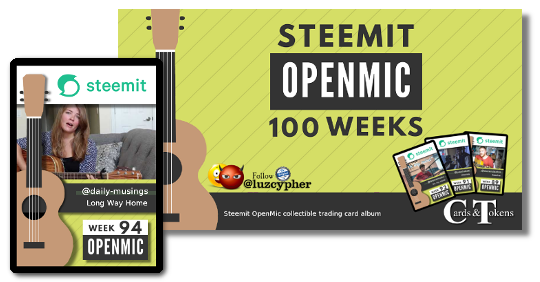 steemit
@daily-musings
Long Way Home
WEEK 94
OPENMIC
STEEMIT
OPENMIC
100 WEEKS
Follow
@luzcypher
Steemit OpenMic collectible trading card album
Cards & Tokens